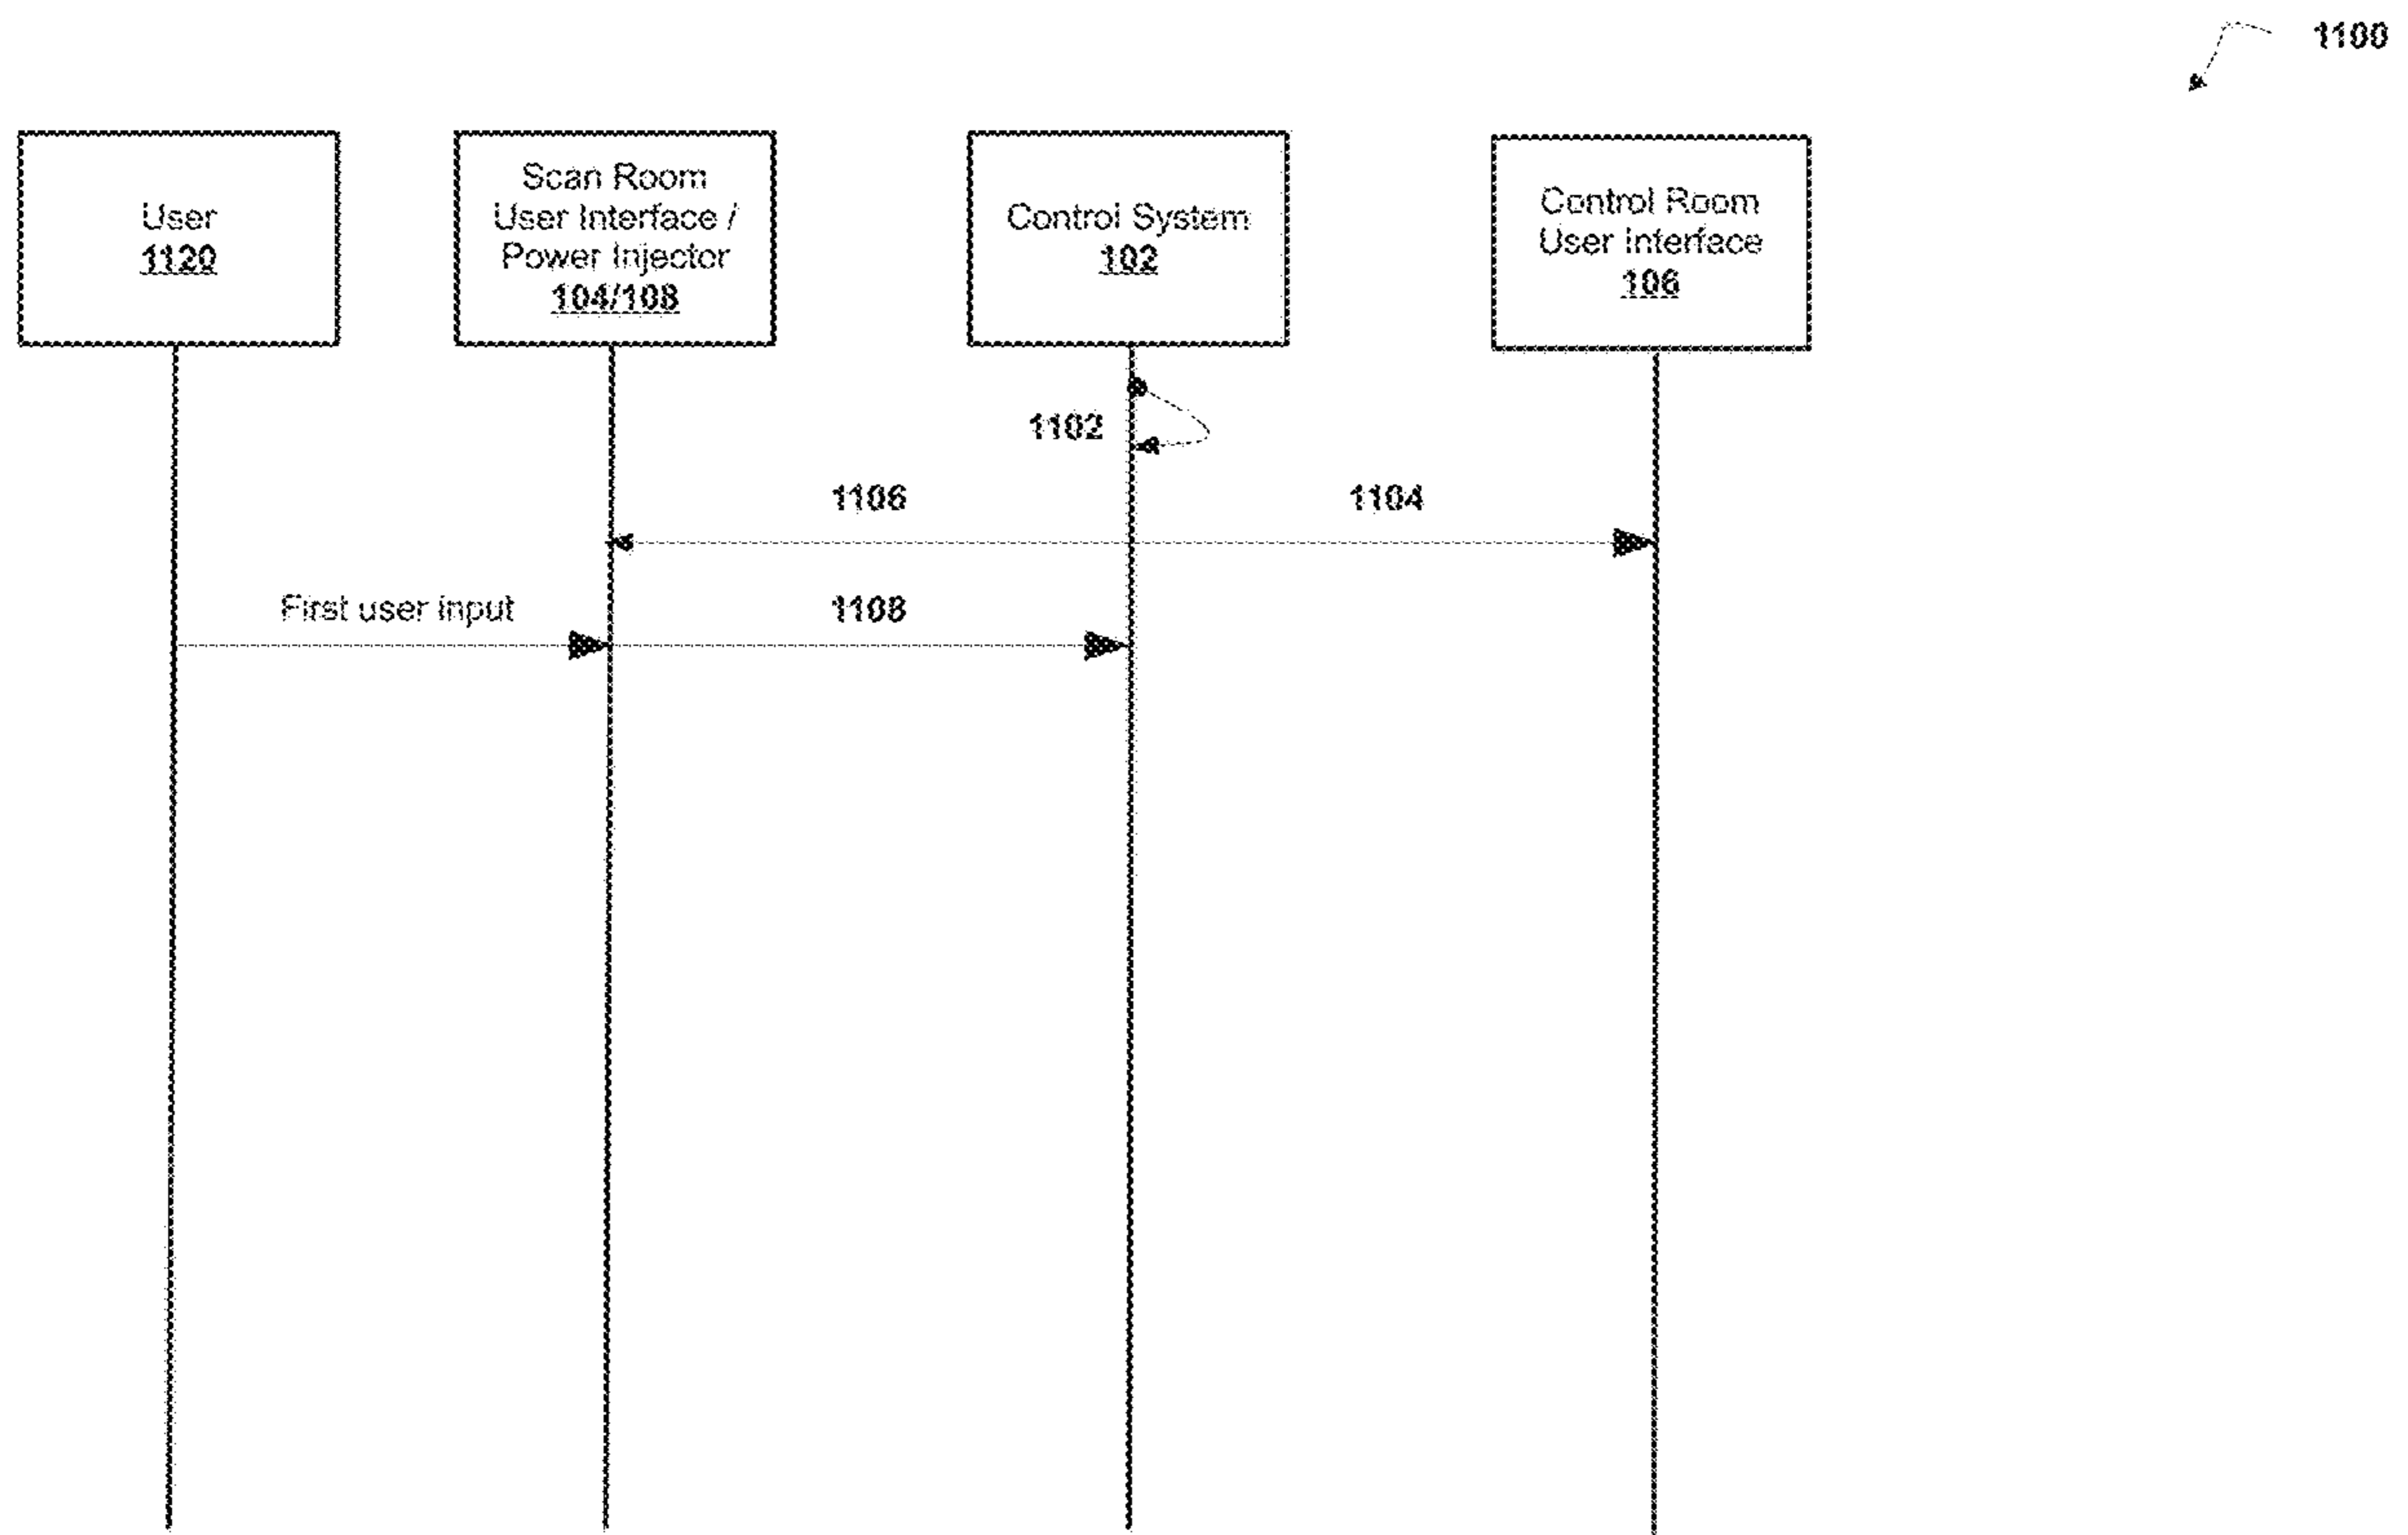 1100
User
1120
Scan Room
User Interface /
Power Injector
104/108
Control System
102
Control Room
User Interface
106
1102
1106
1104
First user input
1108